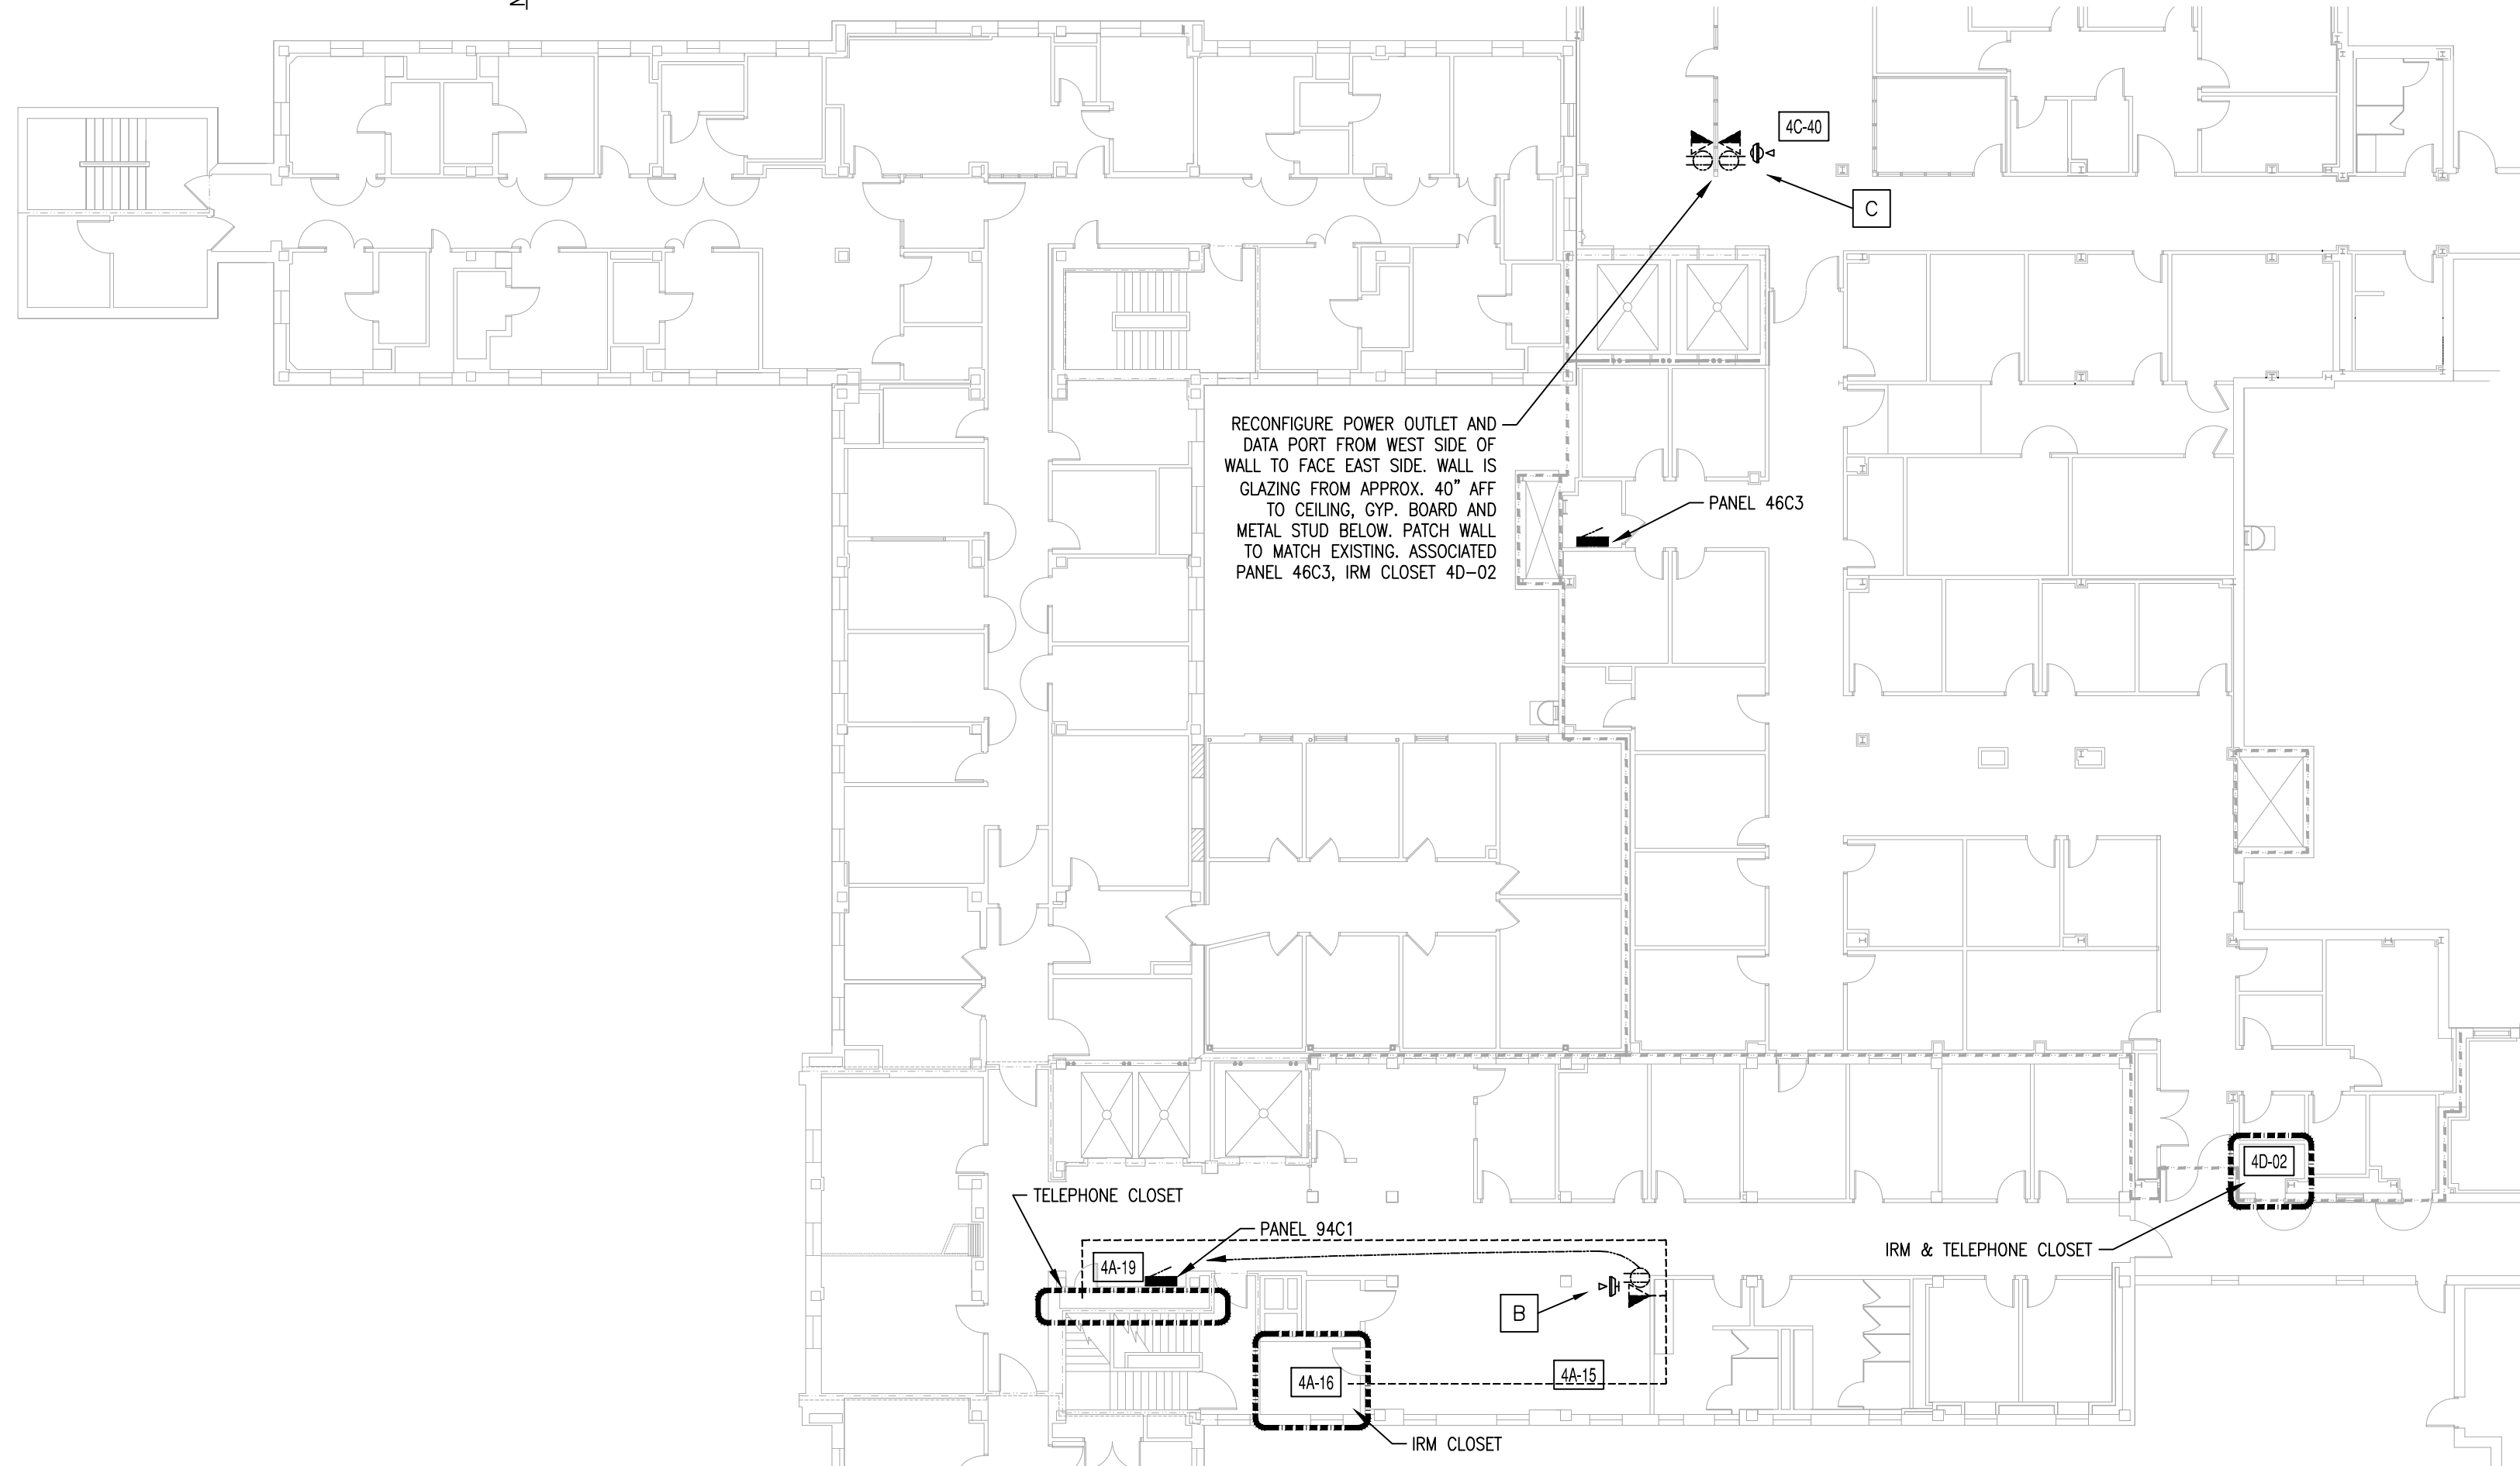 4C-40
C
RECONFIGURE POWER OUTLET AND
DATA PORT FROM WEST SIDE OF
WALL TO FACE EAST SIDE. WALL IS
GLAZING FROM APPROX. 40" AFF
TO CEILING, GYP. BOARD AND
METAL STUD BELOW. PATCH WALL
TO MATCH EXISTING. ASSOCIATED
PANEL 46C3, IRM CLOSET 4D-02
PANEL 46C3
4D-02
TELEPHONE CLOSET
PANEL 94C1
IRM & TELEPHONE CLOSET
4A-19
B
4A-15
4A-16
IRM CLOSET